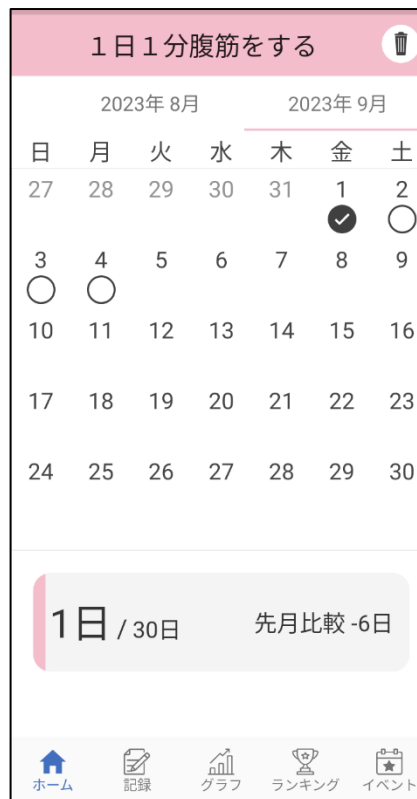 １日１分腹筋をする
2023年 8月 2023年 9月
日 月 火 水 木 金 土
27 28 29 30 31 1 2
3 4 5 6 7 8 9
10 11 12 13 14 15 16
17 18 19 20 21 22 23
24 25 26 27 28 29 30
1日 / 30日 先月比較 -6日
ホーム 記録 グラフ ランキング イベント